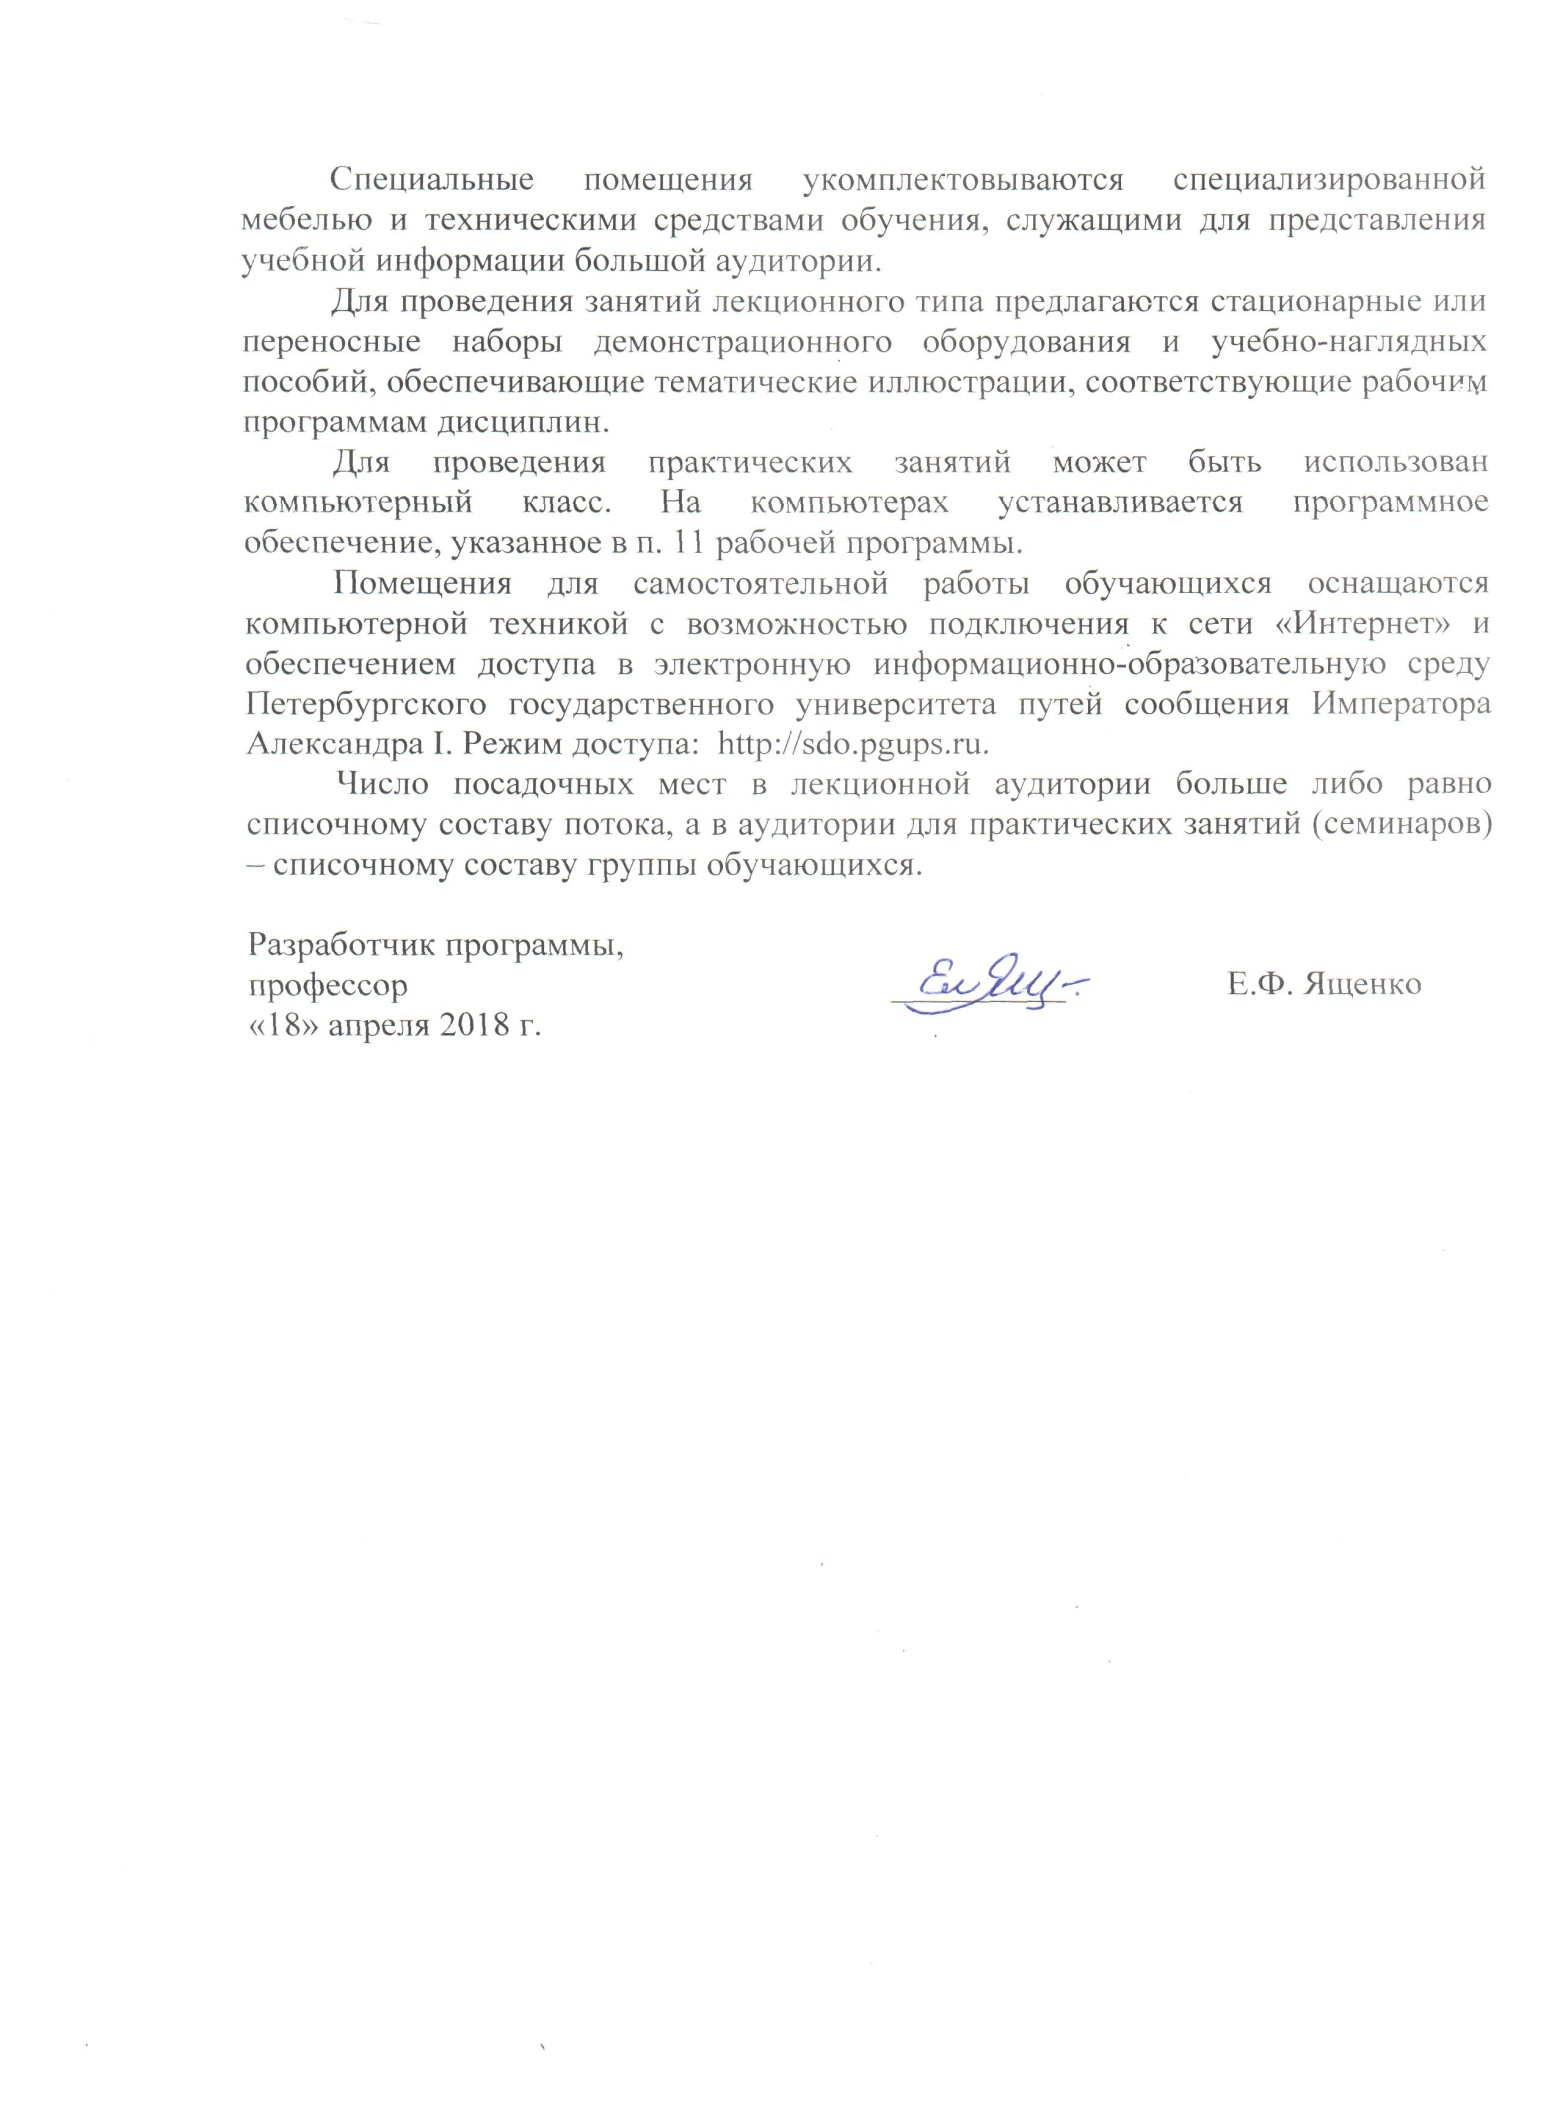 Специальные помещения укомплектовываются специализированной
мебелью и техническими средствами обучения, служащими для представления
учебной информации большой аудитории.
Для проведения занятий лекционного типа предлагаются стационарные или
переносные наборы демонстрационного оборудования и учебно-наглядных
пособий, обеспечивающие тематические иллюстрации, соответствующие рабочим
программам дисциплин.
Для проведения практических занятий может быть использован
компьютерный класс. На компьютерах устанавливается программное
обеспечение, указанное в п. 11 рабочей программы.
Помещения для самостоятельной работы обучающихся оснащаются
компьютерной техникой с возможностью подключения к сети «Интернет» и
обеспечением доступа в электронную информационно-образовательную среду
Петербургского государственного университета путей сообщения Императора
Александра I. Режим доступа: http://sdo.pgups.ru.
Число посадочных мест в лекционной аудитории больше либо равно
списочному составу потока, а в аудитории для практических занятий (семинаров)
– списочному составу группы обучающихся.
Разработчик программы,
профессор Е.Ф. Ященко
«18» апреля 2018 г.